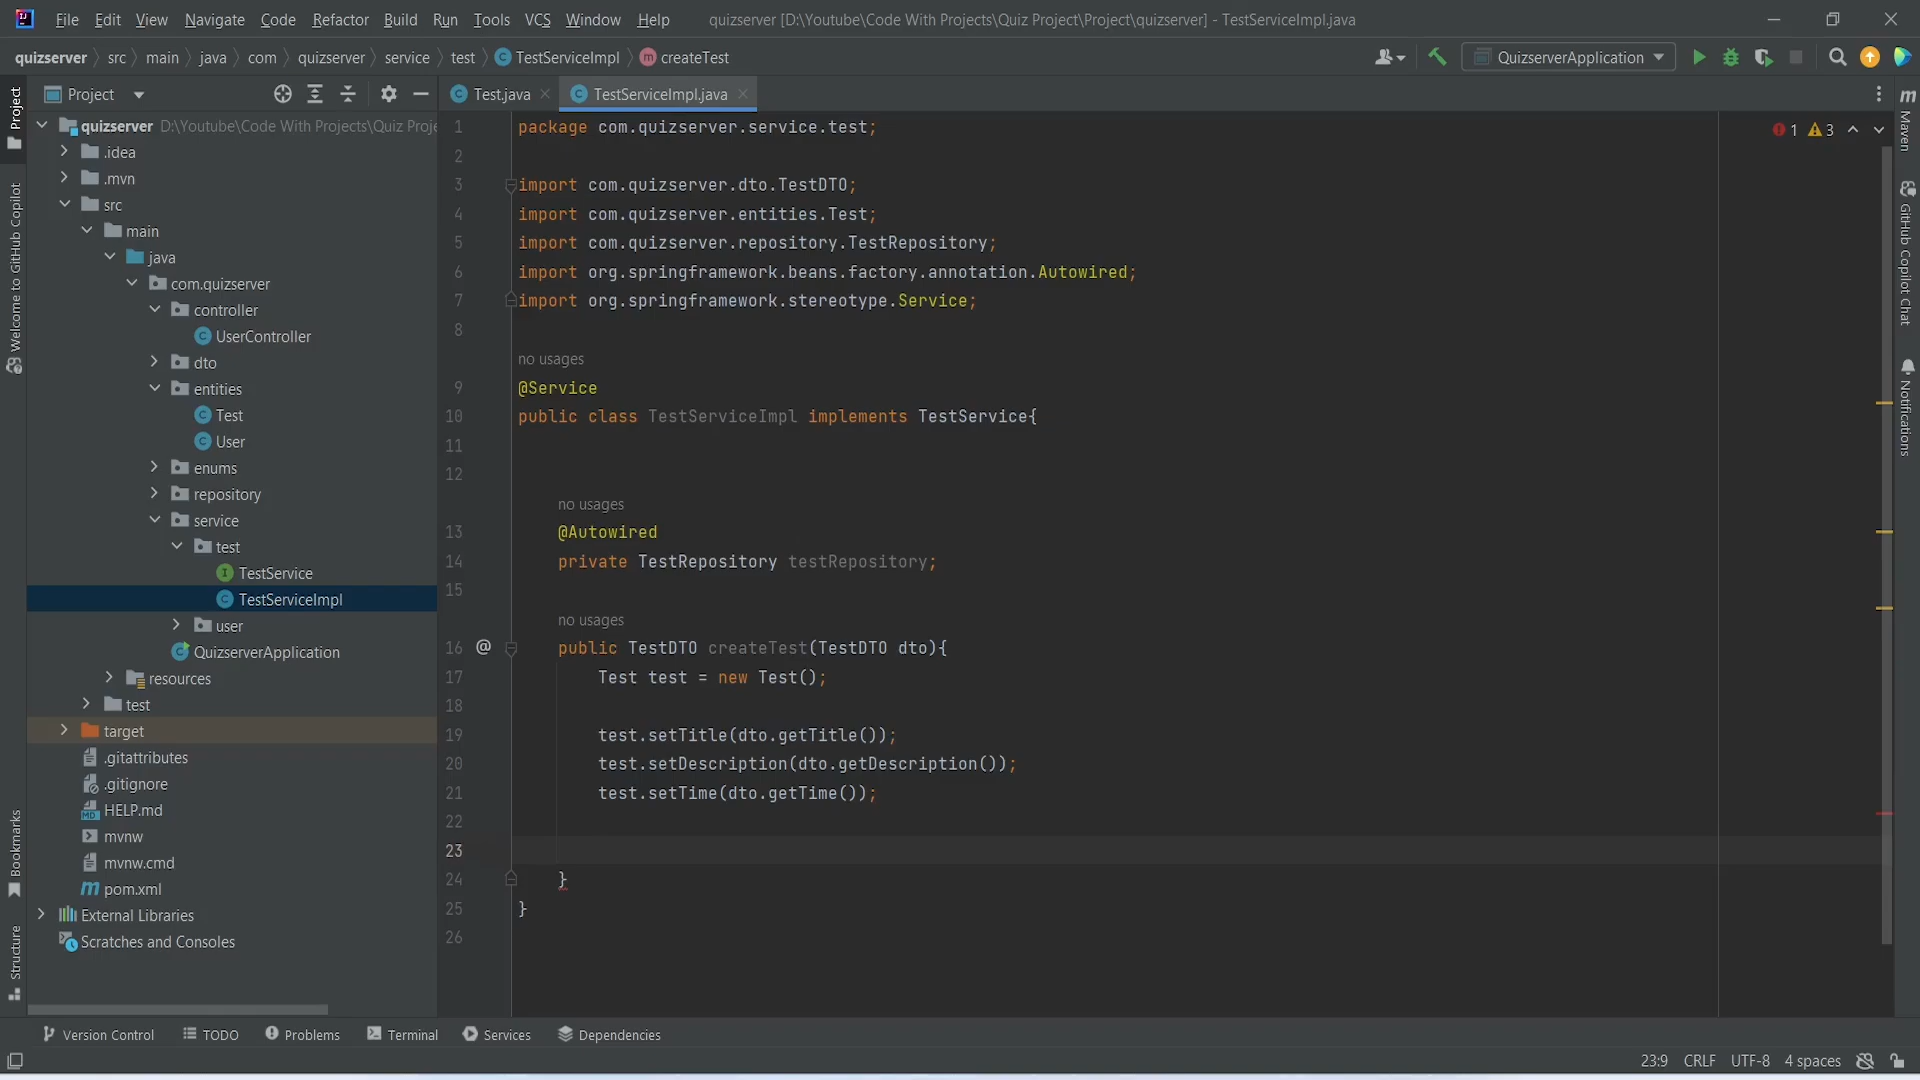 File Edit View Navigate Code Refactor Build Run Tools VCS Window Help quizserver [D:\Youtube\Code With Projects\Quiz Project\Project\quizserver] - TestServiceImpl.java
quizserver src main java com quizserver service test TestServiceImpl createTest QuizserverApplication
Project
Test.java TestServiceImpl.java
quizserver D:\Youtube\Code With Projects\Quiz Proje
.idea
.mvn
src
main
java
com.quizserver
controller
UserController
dto
entities
Test
User
enums
repository
service
test
TestService
TestServiceImpl
user
QuizserverApplication
resources
test
target
.gitattributes
.gitignore
HELP.md
mvnw
mvnw.cmd
pom.xml
External Libraries
Scratches and Consoles
1 package com.quizserver.service.test;
2
3 import com.quizserver.dto.TestDTO;
4 import com.quizserver.entities.Test;
5 import com.quizserver.repository.TestRepository;
6 import org.springframework.beans.factory.annotation.Autowired;
7 import org.springframework.stereotype.Service;
8
no usages
9 @Service
10 public class TestServiceImpl implements TestService{
11
12
no usages
13 @Autowired
14 private TestRepository testRepository;
15
no usages
16 @ public TestDTO createTest(TestDTO dto){
17 Test test = new Test();
18
19 test.setTitle(dto.getTitle());
20 test.setDescription(dto.getDescription());
21 test.setTime(dto.getTime());
22
23
24 }
25 }
26
1 3
Project
Welcome to GitHub Copilot
Bookmarks
Structure
m
Maven
GitHub Copilot Chat
Notifications
Version Control TODO Problems Terminal Services Dependencies
23:9 CRLF UTF-8 4 spaces